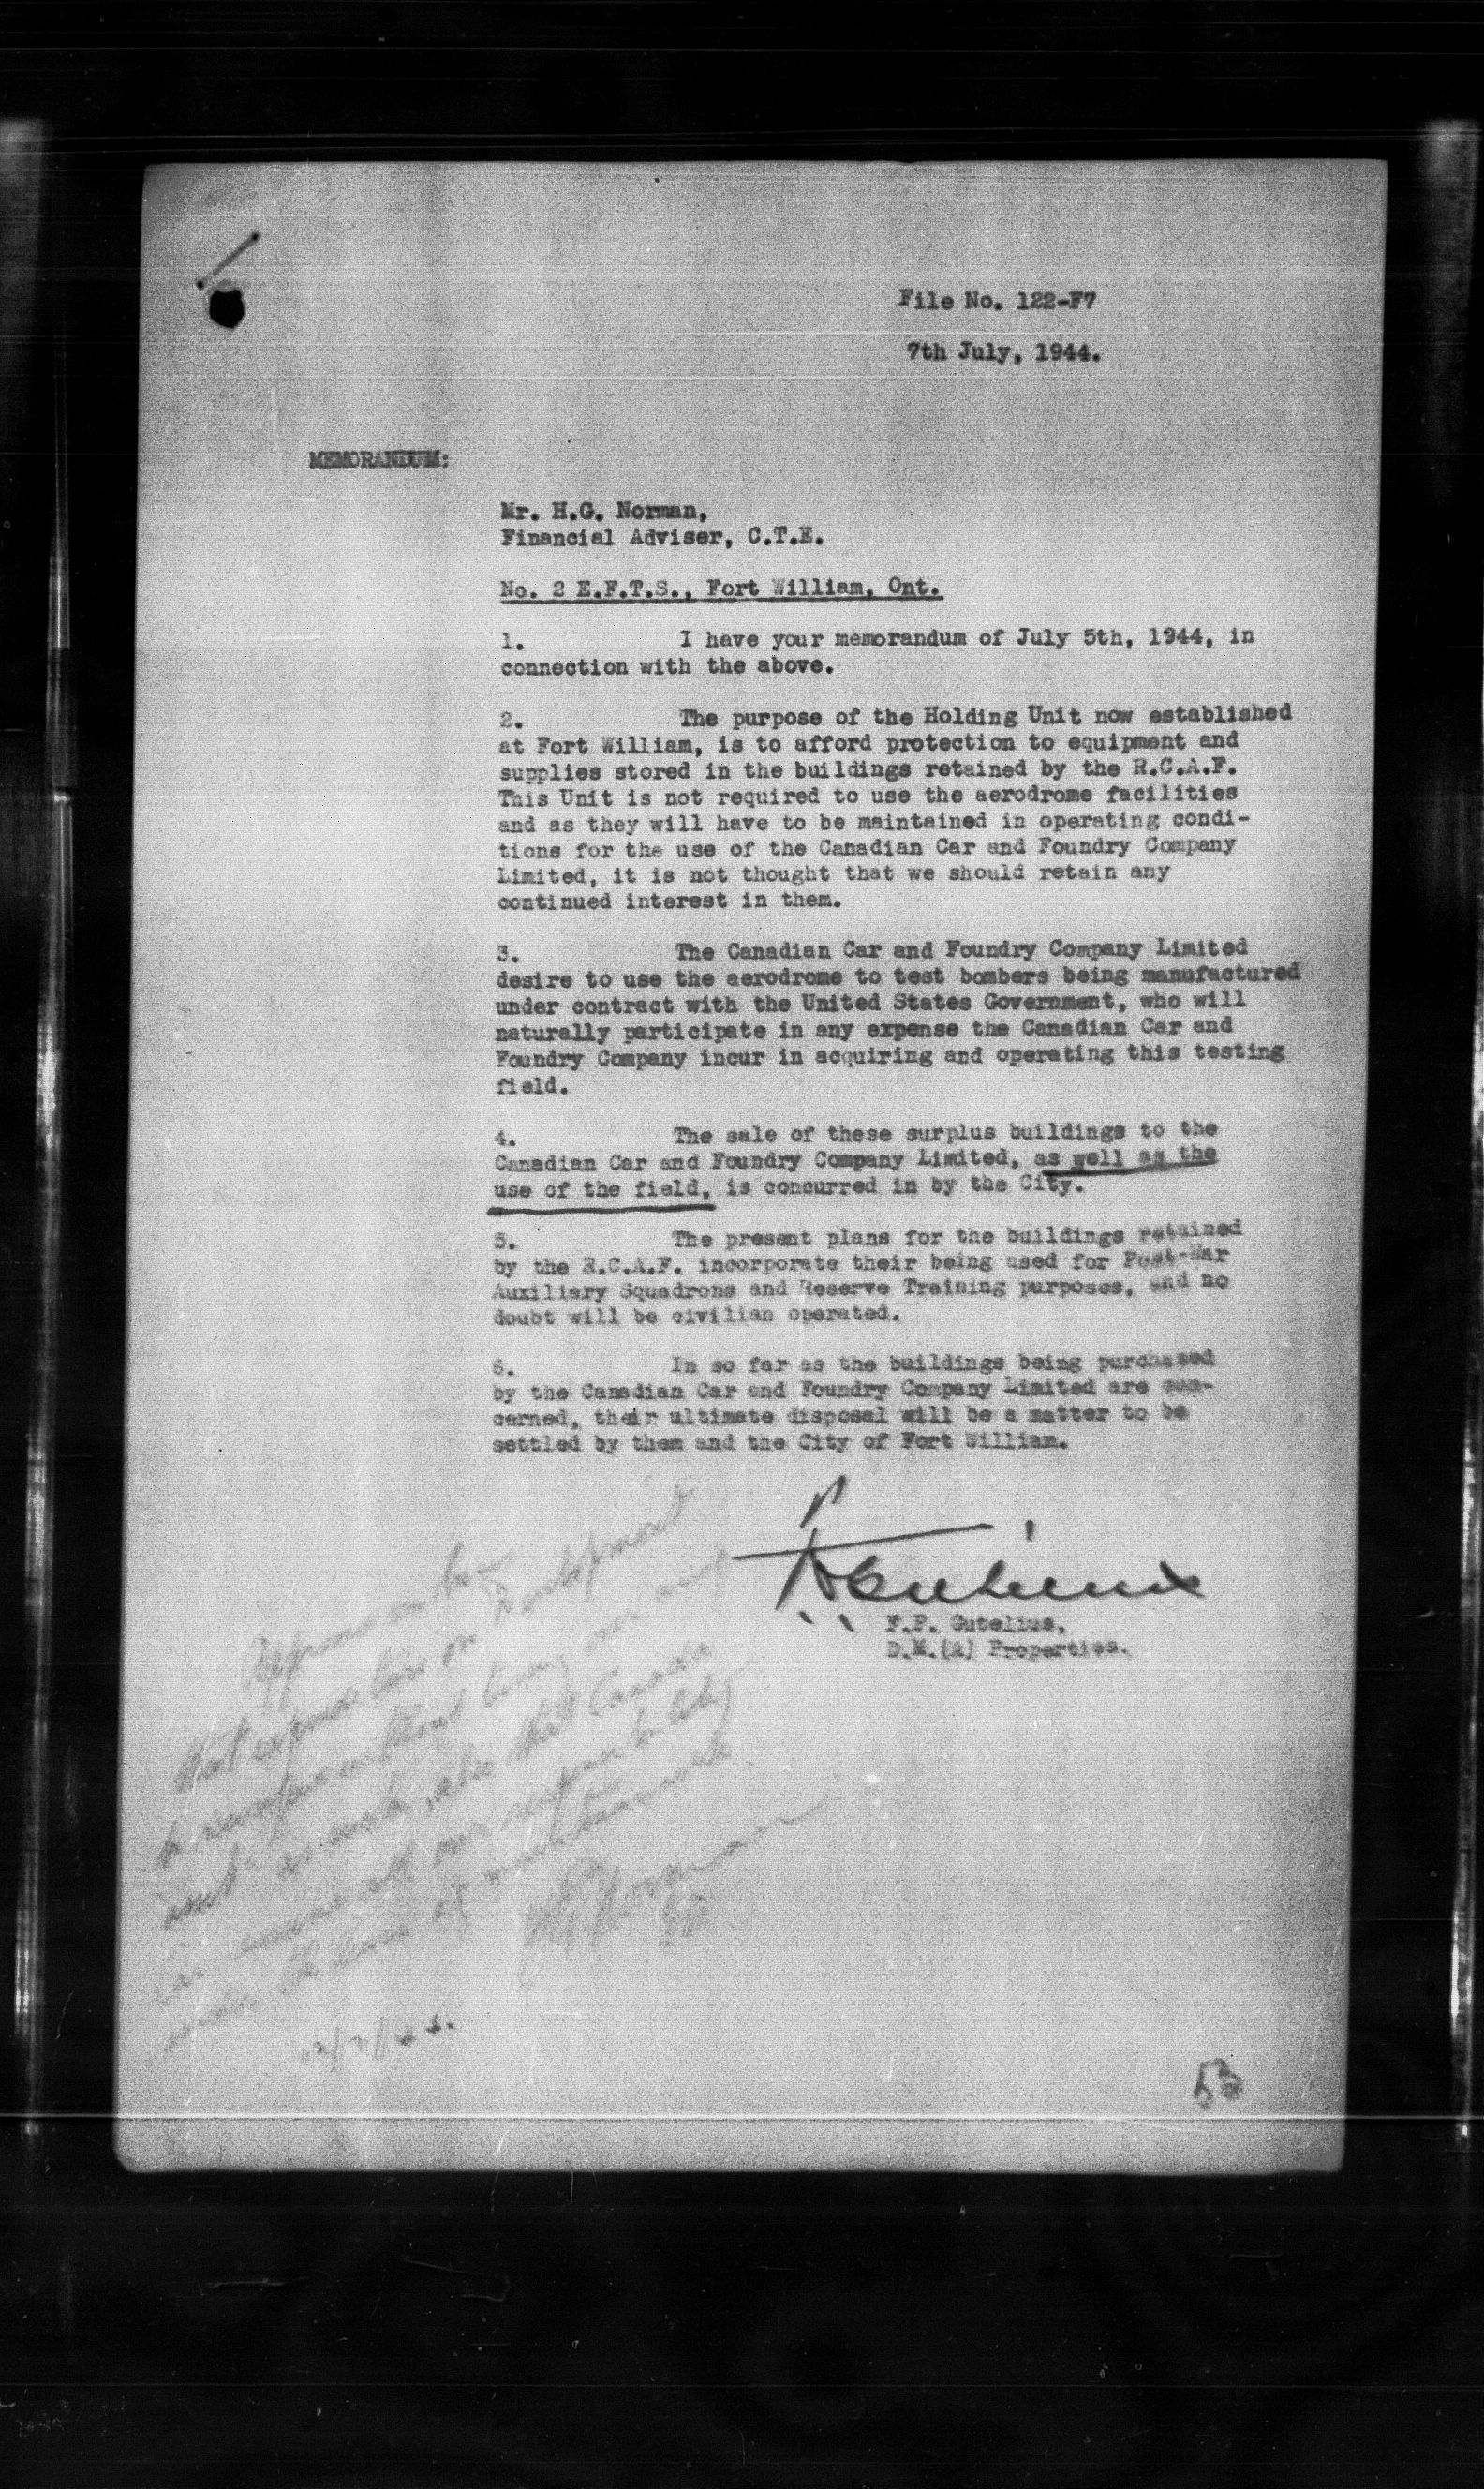 File No. 122-F7
7th July, 1944.
MEMORANDUM:
Mr. H.G. Norman,
Financial Adviser, C.T.E.
No. 2 E.F.T.S., Fort William, Ont.
1. I have your memorandum of July 5th, 1944, in
connection with the above.
2. The purpose of the Holding Unit now established
at Fort William, is to afford protection to equipment and
supplies stored in the buildings retained by the R.C.A.F.
This Unit is not required to use the aerodrome facilities
and as they will have to be maintained in operating condi-
tions for the use of the Canadian Car and Foundry Company
Limited, it is not thought that we should retain any
continued interest in them.
3. The Canadian Car and Foundry Company Limited
desire to use the aerodrome to test bombers being manufactured
under contract with the United States Government, who will
naturally participate in any expense the Canadian Car and
Foundry Company incur in acquiring and operating this testing
field.
4. The sale of these surplus buildings to the
Canadian Car and Foundry Company Limited, as well as the
use of the field, is concurred in by the City.
5. The present plans for the buildings retained
by the R.C.A.F. incorporate their being used for Post-War
Auxiliary Squadrons and Reserve Training purposes, and no
doubt will be civilian operated.
6. In so far as the buildings being purchased
by the Canadian Car and Foundry Company Limited are con-
cerned, their ultimate disposal will be a matter to be
settled by them and the City of Fort William.
F.P. Gutelius,
D.M.(A) Properties.
Development
that
also that Canada
Car
53